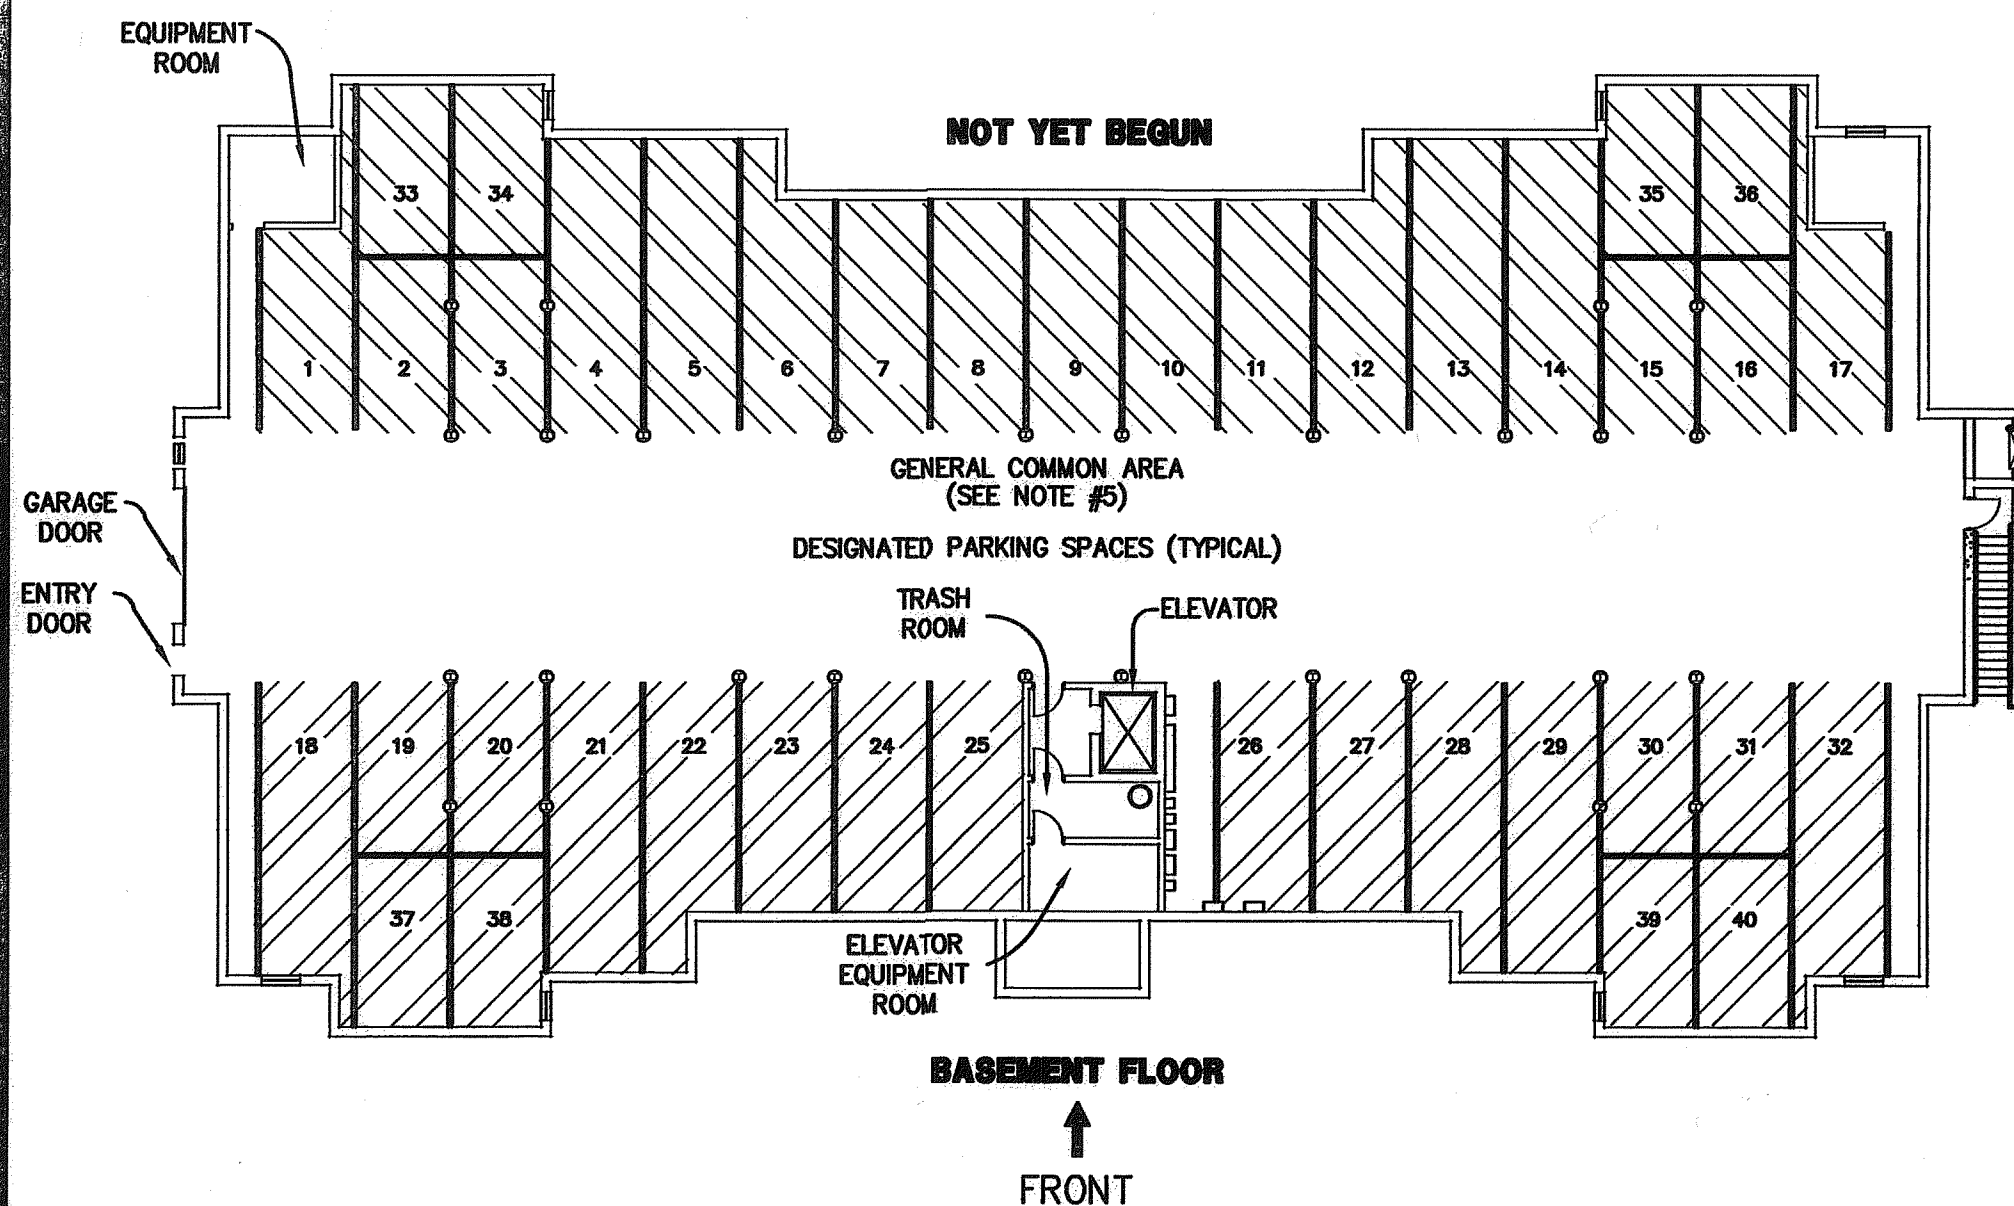 EQUIPMENT
ROOM
NOT YET BEGUN
33 34 35 36
1 2 3 4 5 6 7 8 9 10 11 12 13 14 15 16 17
GENERAL COMMON AREA
(SEE NOTE #5)
GARAGE
DOOR
DESIGNATED PARKING SPACES (TYPICAL)
ENTRY
DOOR
TRASH
ROOM
ELEVATOR
18 19 20 21 22 23 24 25 26 27 28 29 30 31 32
37 38 39 40
ELEVATOR
EQUIPMENT
ROOM
BASEMENT FLOOR
FRONT